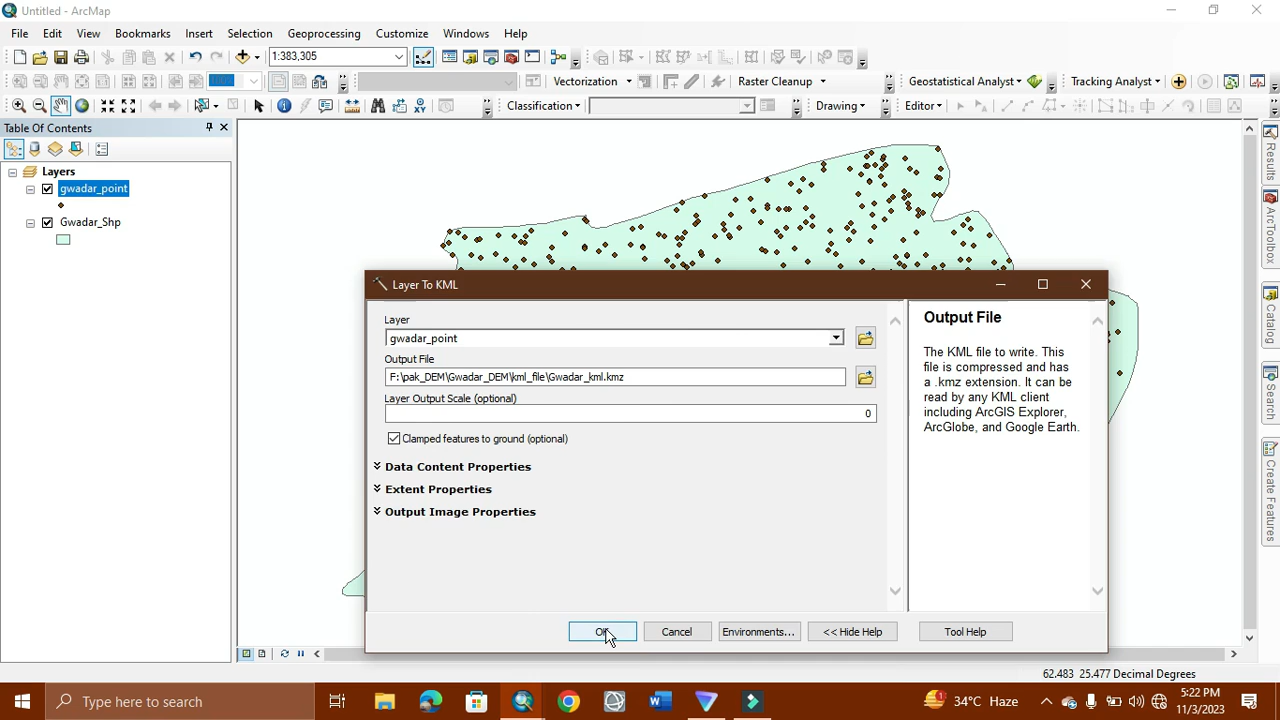 Untitled - ArcMap
File Edit View Bookmarks Insert Selection Geoprocessing Customize Windows Help
1:383,305
Vectorization Raster Cleanup Geostatistical Analyst Tracking Analyst
Classification Drawing Editor
Table Of Contents
Layers
gwadar_point
Gwadar_Shp
Layer To KML
Layer
gwadar_point
Output File
F:\pak_DEM\Gwadar_DEM\kml_file\Gwadar_kml.kmz
Layer Output Scale (optional)
0
Clamped features to ground (optional)
Data Content Properties
Extent Properties
Output Image Properties
Output File
The KML file to write. This
file is compressed and has
a .kmz extension. It can be
read by any KML client
including ArcGIS Explorer,
ArcGlobe, and Google Earth.
OK Cancel Environments... << Hide Help Tool Help
Results
ArcToolbox
Catalog
Search
Create Features
62.483 25.477 Decimal Degrees
Type here to search
34°C Haze
5:22 PM
11/3/2023